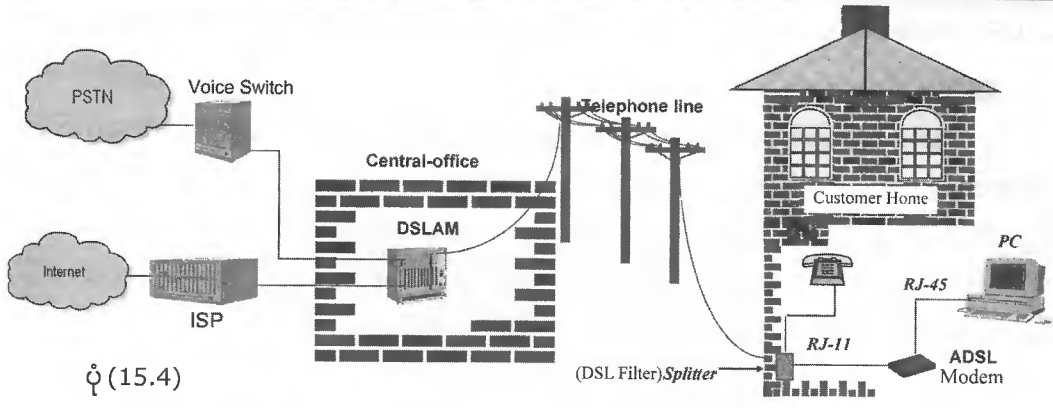 PSTN
Voice Switch
Telephone line
Central-office
DSLAM
Customer Home
Internet
ISP
PC
RJ-45
RJ-11
(DSL Filter)Splitter
ADSL
Modem
(15.4)